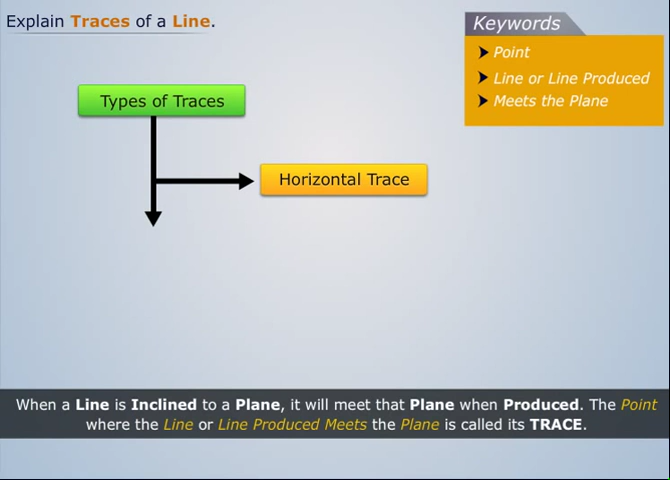 Explain Traces of a Line.
Keywords
Point
Line or Line Produced
Meets the Plane
Types of Traces
Horizontal Trace
When a Line is Inclined to a Plane, it will meet that Plane when Produced. The Point
where the Line or Line Produced Meets the Plane is called its TRACE.